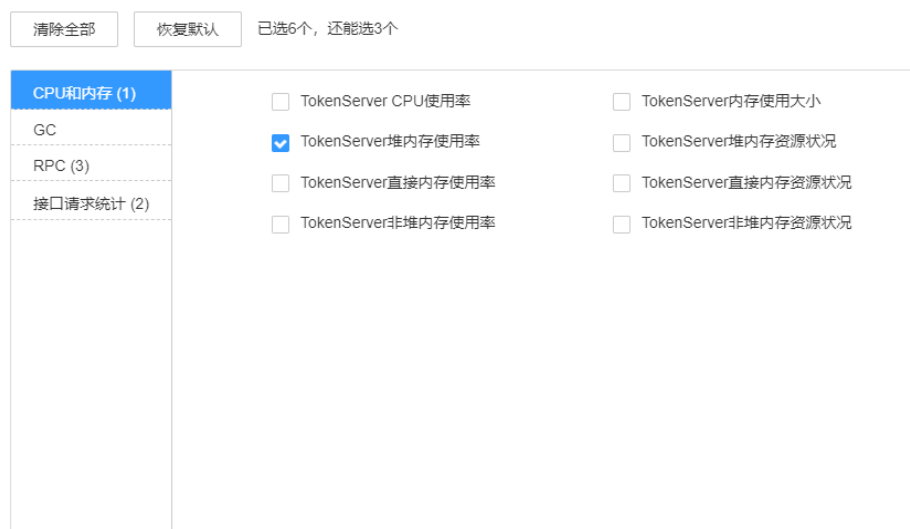 清除全部 恢复默认 已选6个，还能选3个
CPU和内存 (1)
GC
RPC (3)
接口请求统计 (2)
TokenServer CPU使用率 TokenServer内存使用大小
TokenServer堆内存使用率 TokenServer堆内存资源状况
TokenServer直接内存使用率 TokenServer直接内存资源状况
TokenServer非堆内存使用率 TokenServer非堆内存资源状况